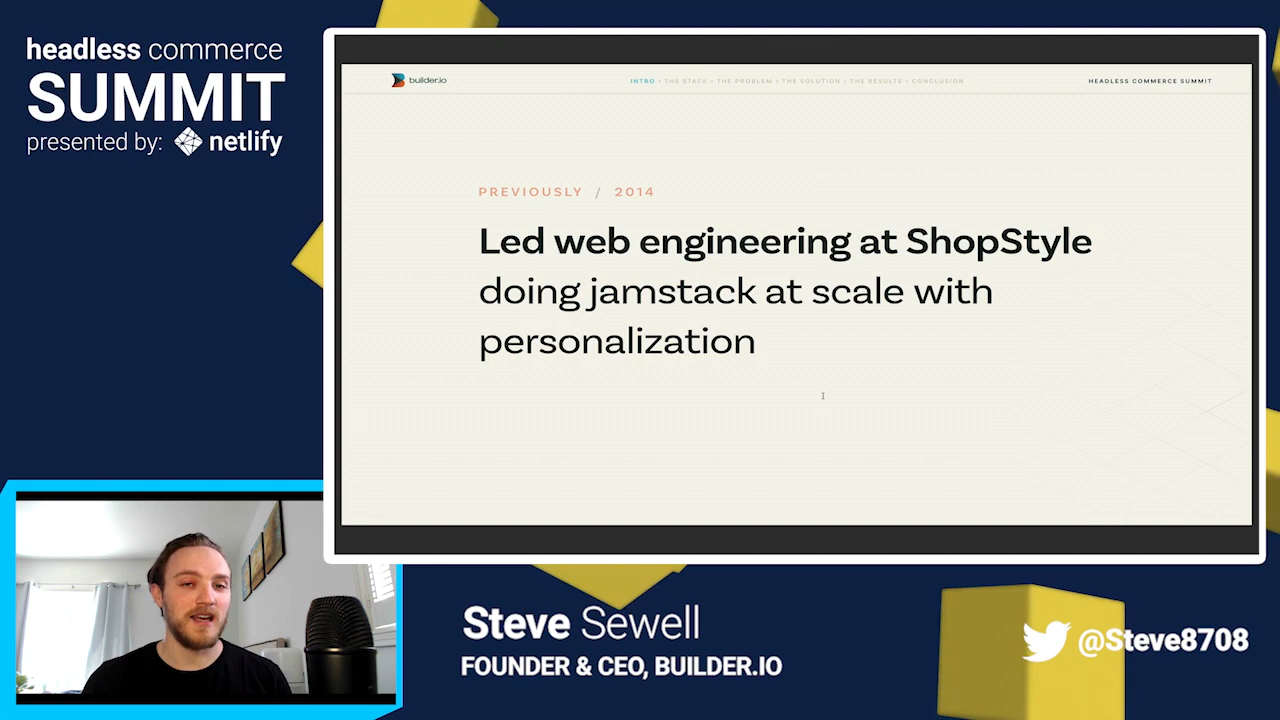 headless commerce
SUMMIT
presented by: netlify
builder.io
INTRO • THE STACK • THE PROBLEM • THE SOLUTION • THE RESULTS • CONCLUSION
HEADLESS COMMERCE SUMMIT
PREVIOUSLY / 2014
Led web engineering at ShopStyle
doing jamstack at scale with
personalization
Steve Sewell
FOUNDER & CEO, BUILDER.IO
@Steve8708